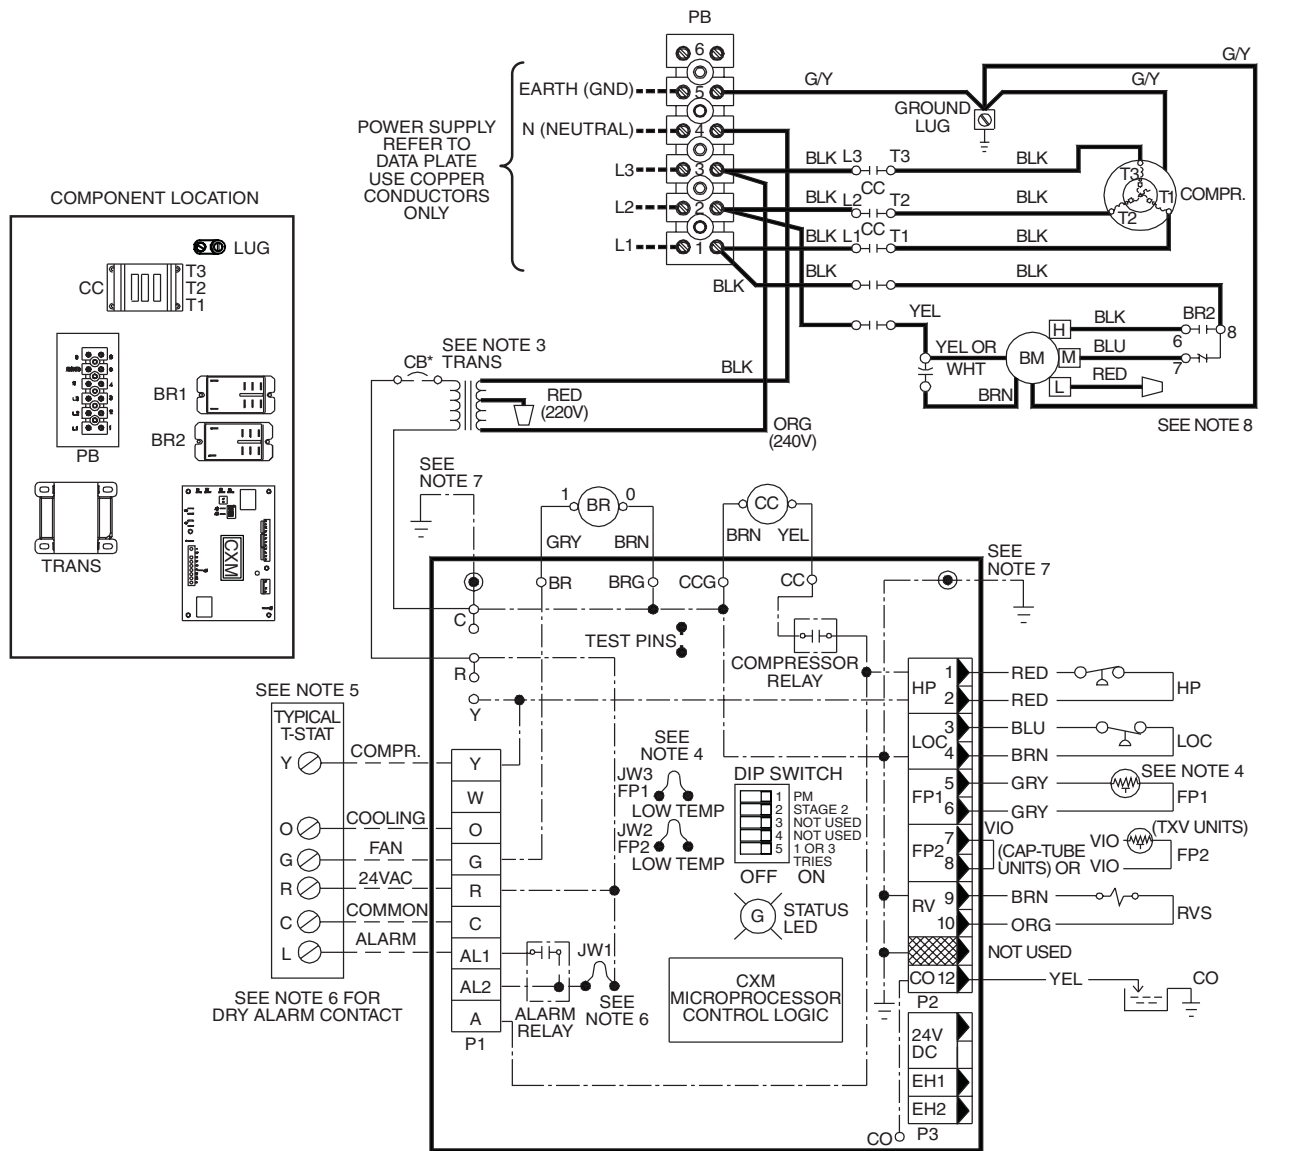 PB
6
5
4
3
2
1
EARTH (GND)
N (NEUTRAL)
L3
L2
L1
POWER SUPPLY
REFER TO
DATA PLATE
USE COPPER
CONDUCTORS
ONLY
G/Y
G/Y
G/Y
GROUND
LUG
BLK L3 T3 BLK
CC
BLK L2 T2 BLK
CC
BLK L1 T1 BLK
BLK BLK
BLK
T3
T1
T2
COMPR.
YEL
YEL OR
WHT
BRN
BM
H
M
L
BLK
BLU
RED
BR2
6
8
7
SEE NOTE 8
COMPONENT LOCATION
LUG
CC
T3
T2
T1
BR1
BR2
PB
TRANS
CXM
SEE NOTE 3
CB* TRANS
BLK
RED
(220V)
ORG
(240V)
SEE
NOTE 7
1 BR 0
GRY BRN
CC
BRN YEL
BR
BRG
CCG
CC
SEE
NOTE 7
C
R
Y
TEST PINS
COMPRESSOR
RELAY
SEE NOTE 5
TYPICAL
T-STAT
Y COMPR. Y
W
O COOLING O
G FAN G
R 24VAC R
C COMMON C
L ALARM AL1
AL2
A
P1
SEE NOTE 6 FOR
DRY ALARM CONTACT
ALARM
RELAY
JW1
SEE
NOTE 6
SEE
NOTE 4
JW3
FP1
LOW TEMP
JW2
FP2
LOW TEMP
DIP SWITCH
1 PM
2 STAGE 2
3 NOT USED
4 NOT USED
5 1 OR 3
TRIES
OFF ON
G
STATUS
LED
CXM
MICROPROCESSOR
CONTROL LOGIC
HP
1 RED
2 RED
HP
LOC
3 BLU
4 BRN
LOC
FP1
5 GRY
6 GRY
SEE NOTE 4
FP1
FP2
7
8
VIO
(CAP-TUBE
UNITS) OR
VIO
VIO
(TXV UNITS)
FP2
RV
9 BRN
10 ORG
RVS
NOT USED
CO 12 YEL CO
P2
24V
DC
EH1
EH2
P3
CO